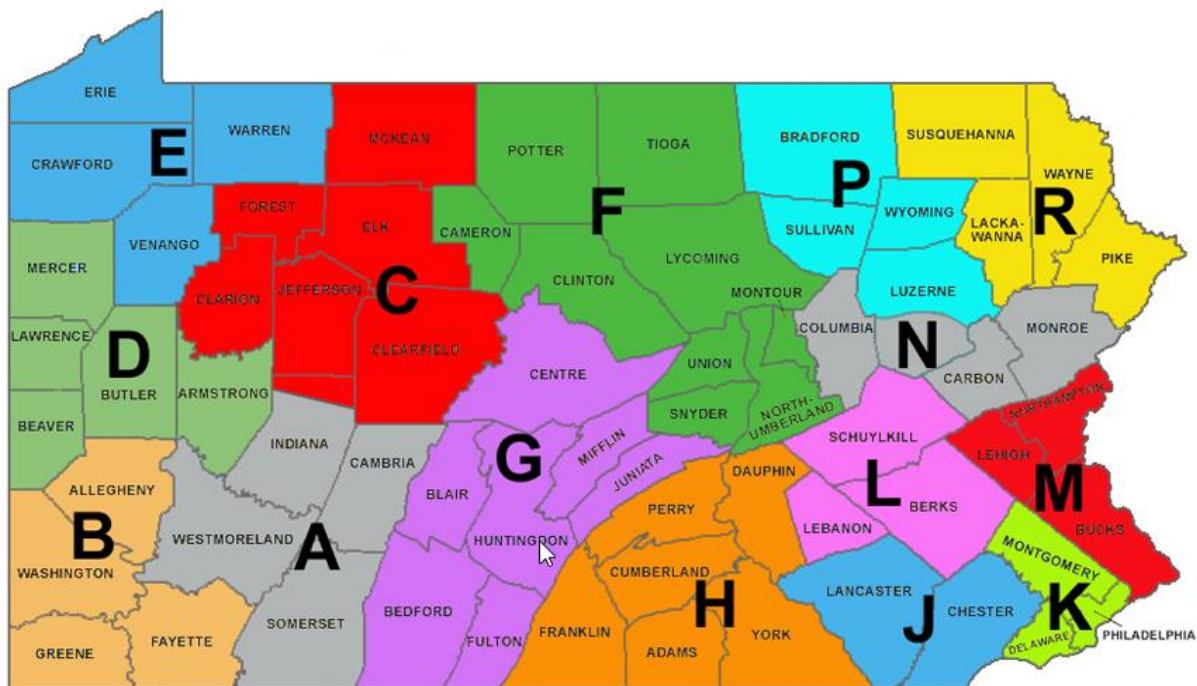 ERIE
CRAWFORD
E
WARREN
VENANGO
MCKEAN
FOREST
ELK
CLARION
JEFFERSON
C
CLEARFIELD
POTTER
TIOGA
F
CAMERON
CLINTON
LYCOMING
MONTOUR
UNION
SNYDER
NORTH-
UMBERLAND
BRADFORD
P
SULLIVAN
WYOMING
LUZERNE
SUSQUEHANNA
WAYNE
R
LACKA-
WANNA
PIKE
MERCER
LAWRENCE
D
BUTLER
ARMSTRONG
BEAVER
COLUMBIA
N
MONROE
CARBON
CENTRE
G
MIFFLIN
JUNIATA
BLAIR
HUNTINGDON
BEDFORD
FULTON
INDIANA
CAMBRIA
WESTMORELAND
A
SOMERSET
ALLEGHENY
B
WASHINGTON
GREENE
FAYETTE
DAUPHIN
PERRY
CUMBERLAND
H
FRANKLIN
ADAMS
YORK
SCHUYLKILL
L
BERKS
LEBANON
NORTHAMPTON
LEHIGH
M
BUCKS
LANCASTER
J
CHESTER
MONTGOMERY
K
DELAWARE
PHILADELPHIA